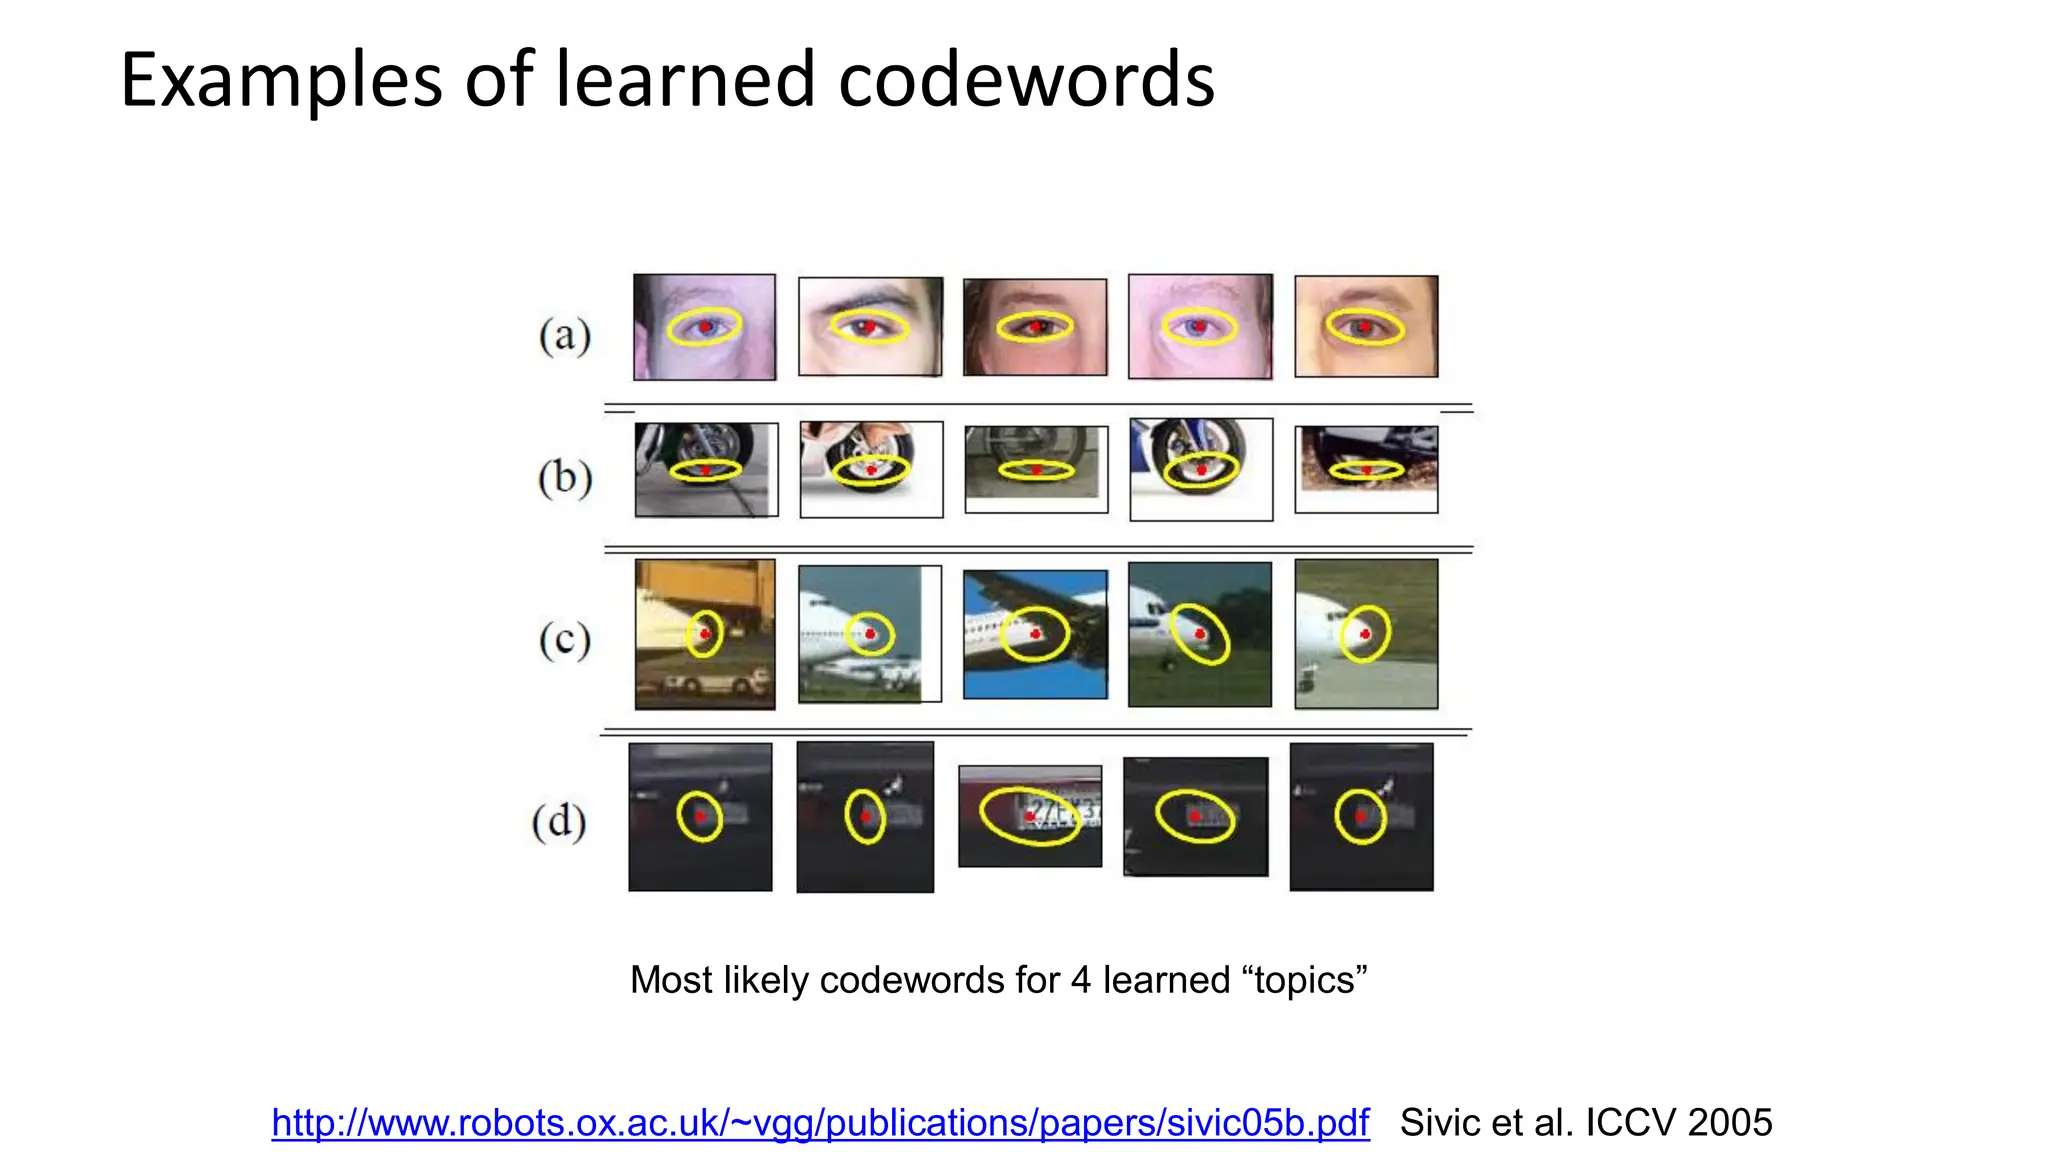 Examples of learned codewords
(a)
(b)
(c)
(d)
Most likely codewords for 4 learned “topics”
http://www.robots.ox.ac.uk/~vgg/publications/papers/sivic05b.pdf Sivic et al. ICCV 2005